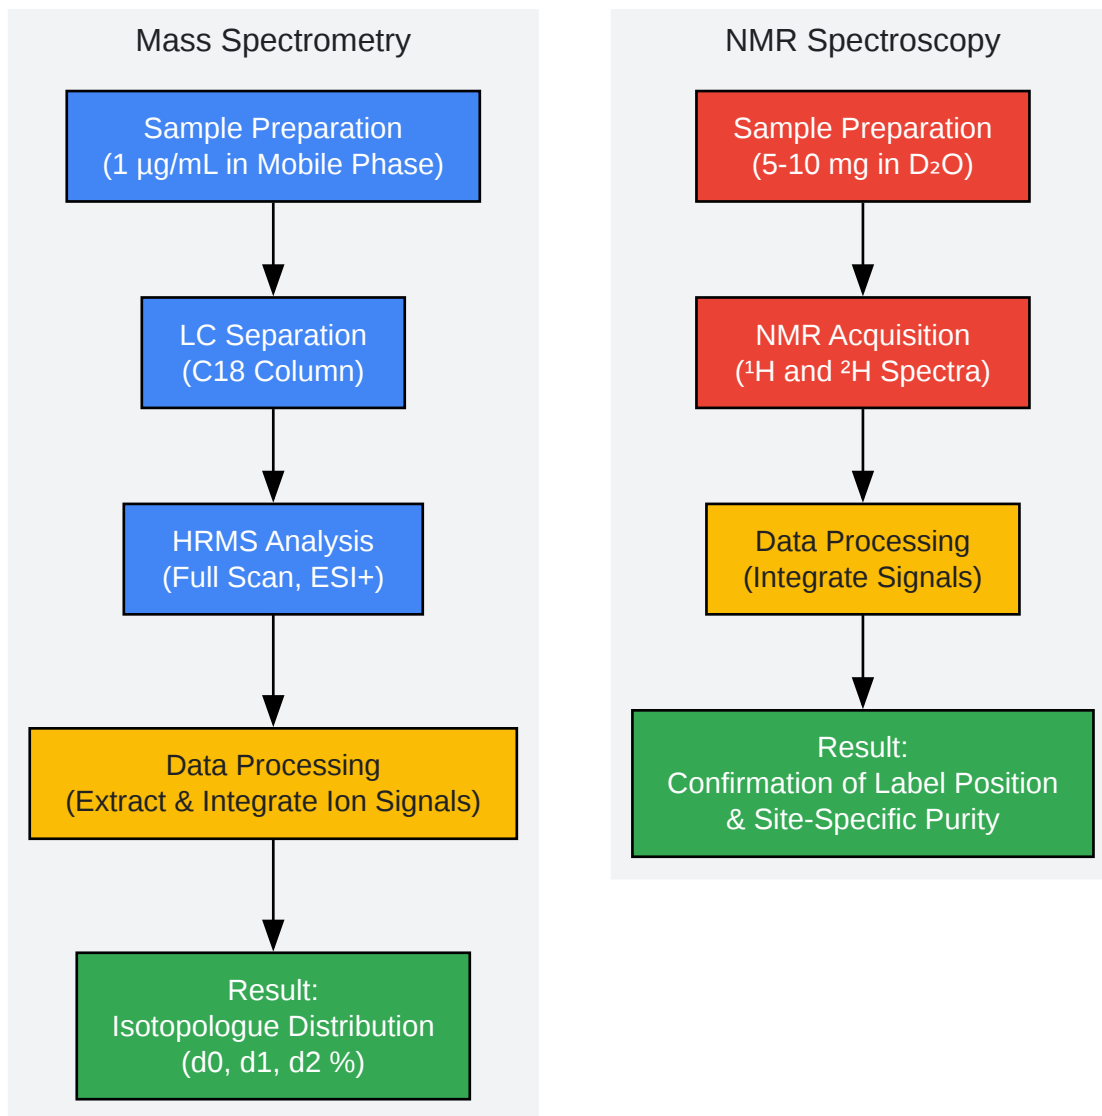 Mass Spectrometry
Sample Preparation
(1 µg/mL in Mobile Phase)
LC Separation
(C18 Column)
HRMS Analysis
(Full Scan, ESI+)
Data Processing
(Extract & Integrate Ion Signals)
Result:
Isotopologue Distribution
(d0, d1, d2 %)
NMR Spectroscopy
Sample Preparation
(5-10 mg in D₂O)
NMR Acquisition
(¹H and ²H Spectra)
Data Processing
(Integrate Signals)
Result:
Confirmation of Label Position
& Site-Specific Purity